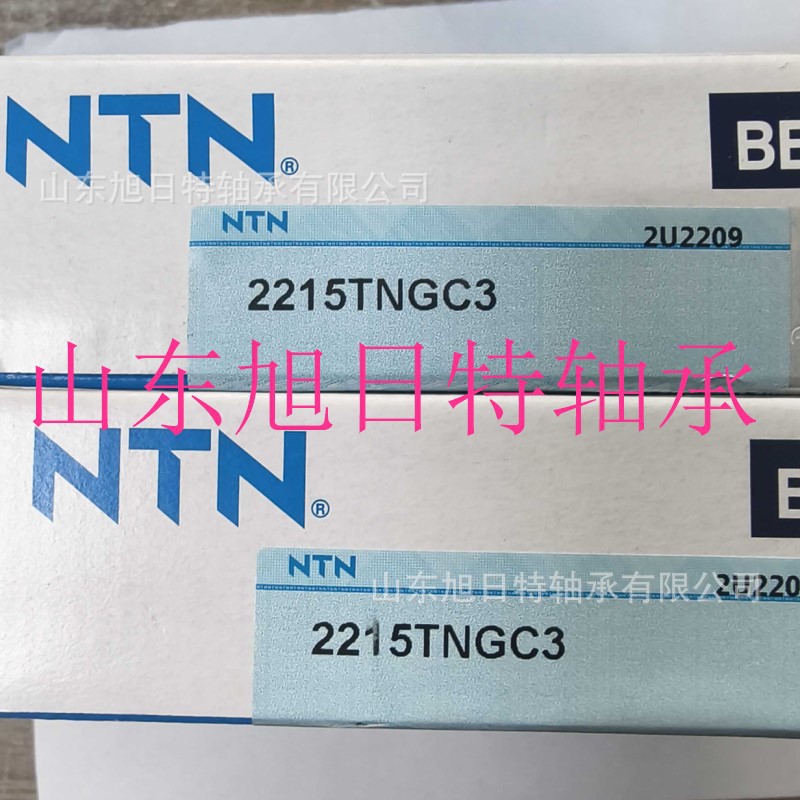 NTN®
BE
山东旭日特轴承有限公司
NTN
2U2209
2215TNGC3
山东旭日特轴承
NTN®
NTN
山东旭日特轴承有限公司
2U220
2215TNGC3